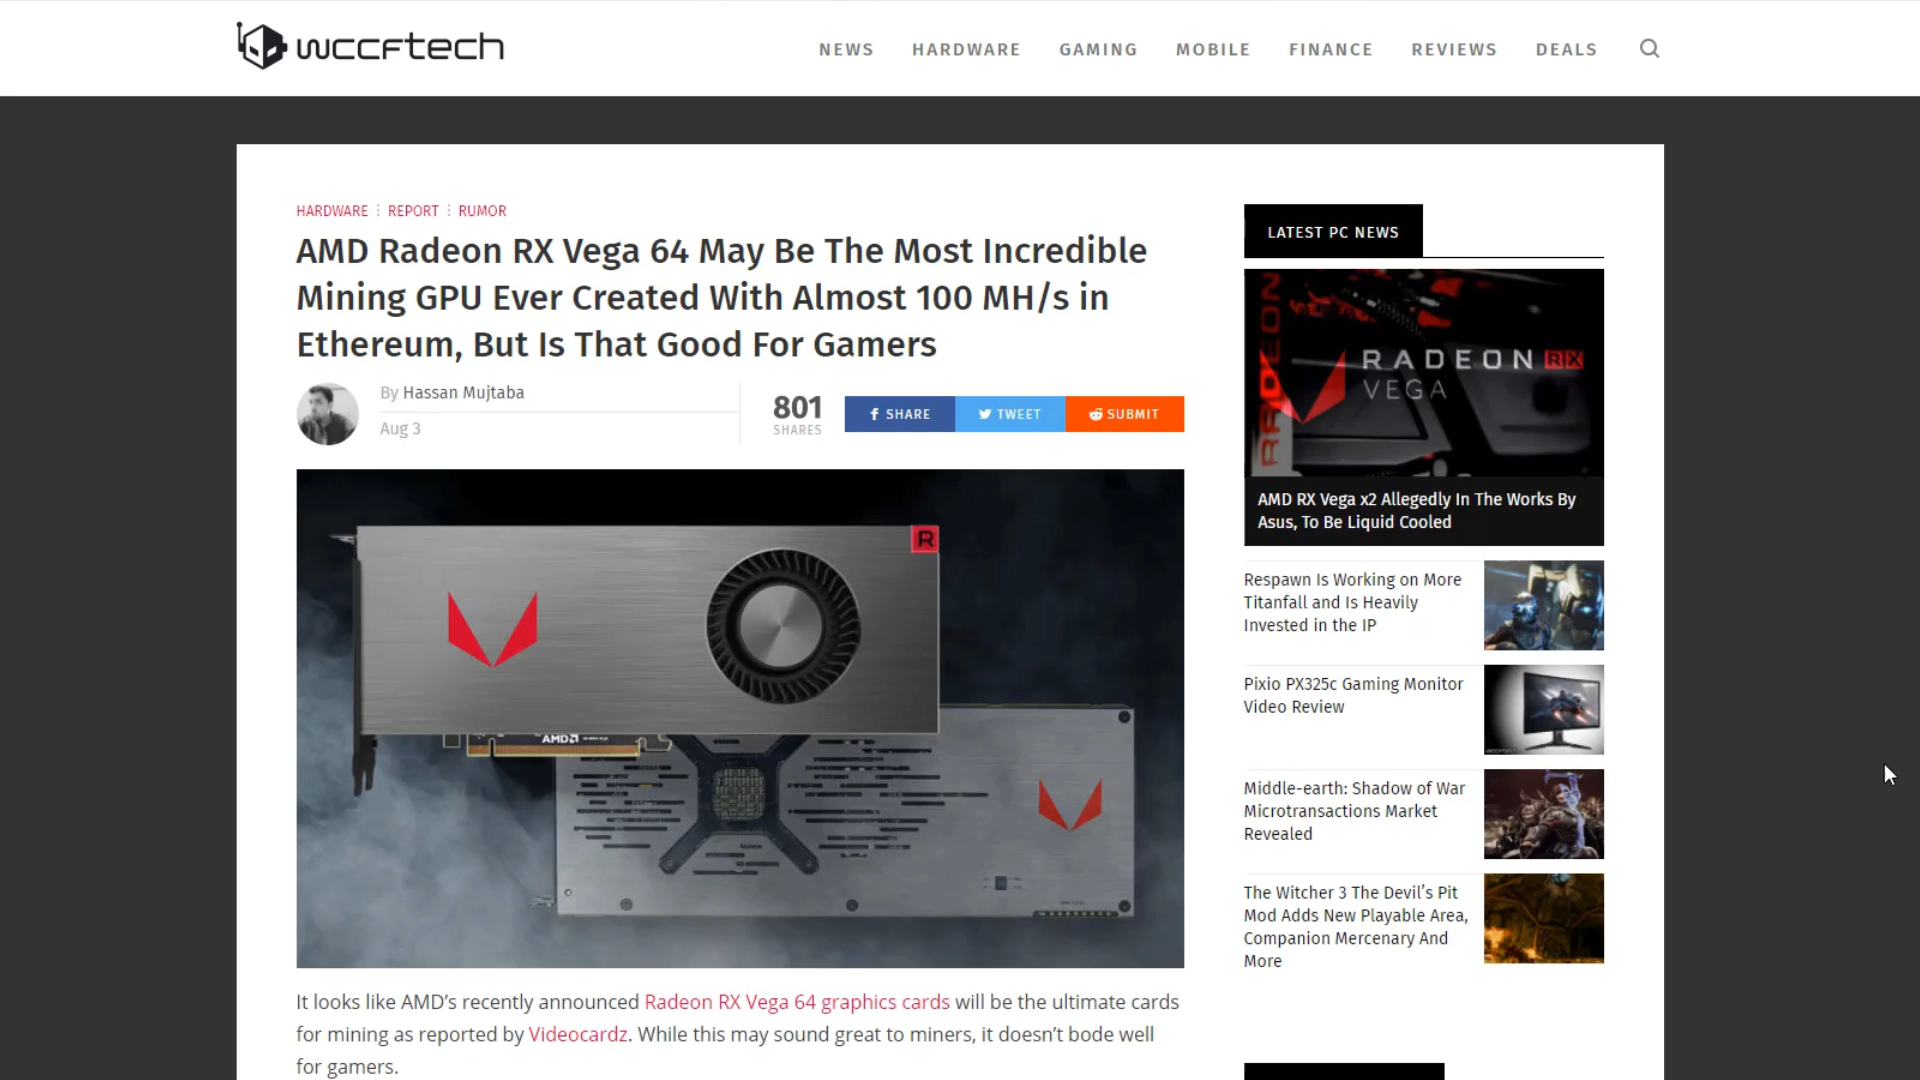 wccftech
NEWS HARDWARE GAMING MOBILE FINANCE REVIEWS DEALS
HARDWARE ⋮ REPORT ⋮ RUMOR
AMD Radeon RX Vega 64 May Be The Most Incredible
Mining GPU Ever Created With Almost 100 MH/s in
Ethereum, But Is That Good For Gamers
By Hassan Mujtaba
Aug 3
801
SHARES
SHARE TWEET SUBMIT
R
AMD
It looks like AMD's recently announced Radeon RX Vega 64 graphics cards will be the ultimate cards
for mining as reported by Videocardz. While this may sound great to miners, it doesn't bode well
for gamers.
LATEST PC NEWS
RADEON
RADEON RX
VEGA
AMD RX Vega x2 Allegedly In The Works By
Asus, To Be Liquid Cooled
Respawn Is Working on More
Titanfall and Is Heavily
Invested in the IP
Pixio PX325c Gaming Monitor
Video Review
Middle-earth: Shadow of War
Microtransactions Market
Revealed
The Witcher 3 The Devil's Pit
Mod Adds New Playable Area,
Companion Mercenary And
More